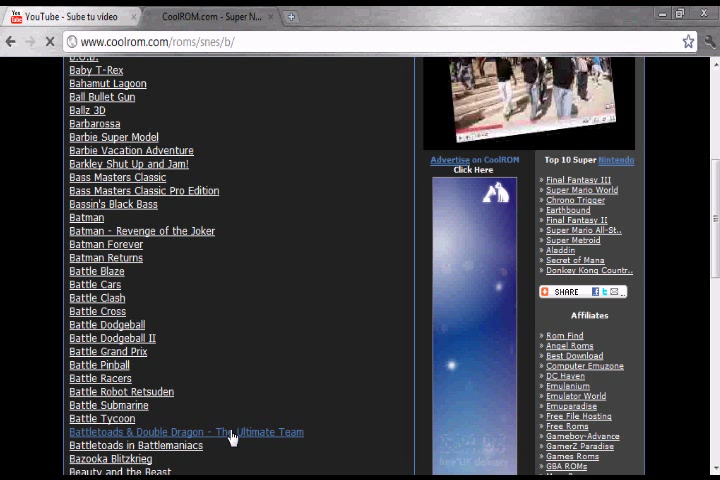 YouTube - Sube tu video
CoolROM.com - Super N...
www.coolrom.com/roms/snes/b/
B.O.B.
Baby T-Rex
Bahamut Lagoon
Ball Bullet Gun
Ballz 3D
Barbarossa
Barbie Super Model
Barbie Vacation Adventure
Barkley Shut Up and Jam!
Bass Masters Classic
Bass Masters Classic Pro Edition
Bassin's Black Bass
Batman
Batman - Revenge of the Joker
Batman Forever
Batman Returns
Battle Blaze
Battle Cars
Battle Clash
Battle Cross
Battle Dodgeball
Battle Dodgeball II
Battle Grand Prix
Battle Pinball
Battle Racers
Battle Robot Retsuden
Battle Submarine
Battle Tycoon
Battletoads & Double Dragon - The Ultimate Team
Battletoads in Battlemaniacs
Bazooka Blitzkrieg
Beauty and the Beast
Advertise on CoolROM
Click Here
Top 10 Super Nintendo
» Final Fantasy III
» Super Mario World
» Chrono Trigger
» Earthbound
» Final Fantasy II
» Super Mario All-St..
» Super Metroid
» Aladdin
» Secret of Mana
» Donkey Kong Countr..
SHARE
Affiliates
» Rom Find
» Angel Roms
» Best Download
» Computer Emuzone
» DC Haven
» Emulanium
» Emulator World
» Emuparadise
» Free File Hosting
» Free Roms
» Gameboy-Advance
» GamerZ Paradise
» Games Roms
» GBA ROMs